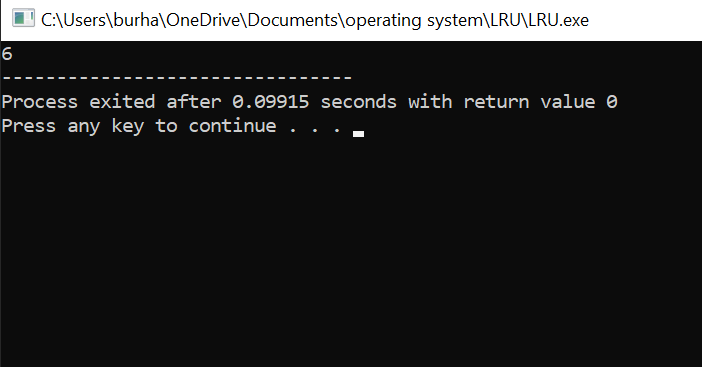 C:\Users\burha\OneDrive\Documents\operating system\LRU\LRU.exe
6
--------------------------------
Process exited after 0.09915 seconds with return value 0
Press any key to continue . . .